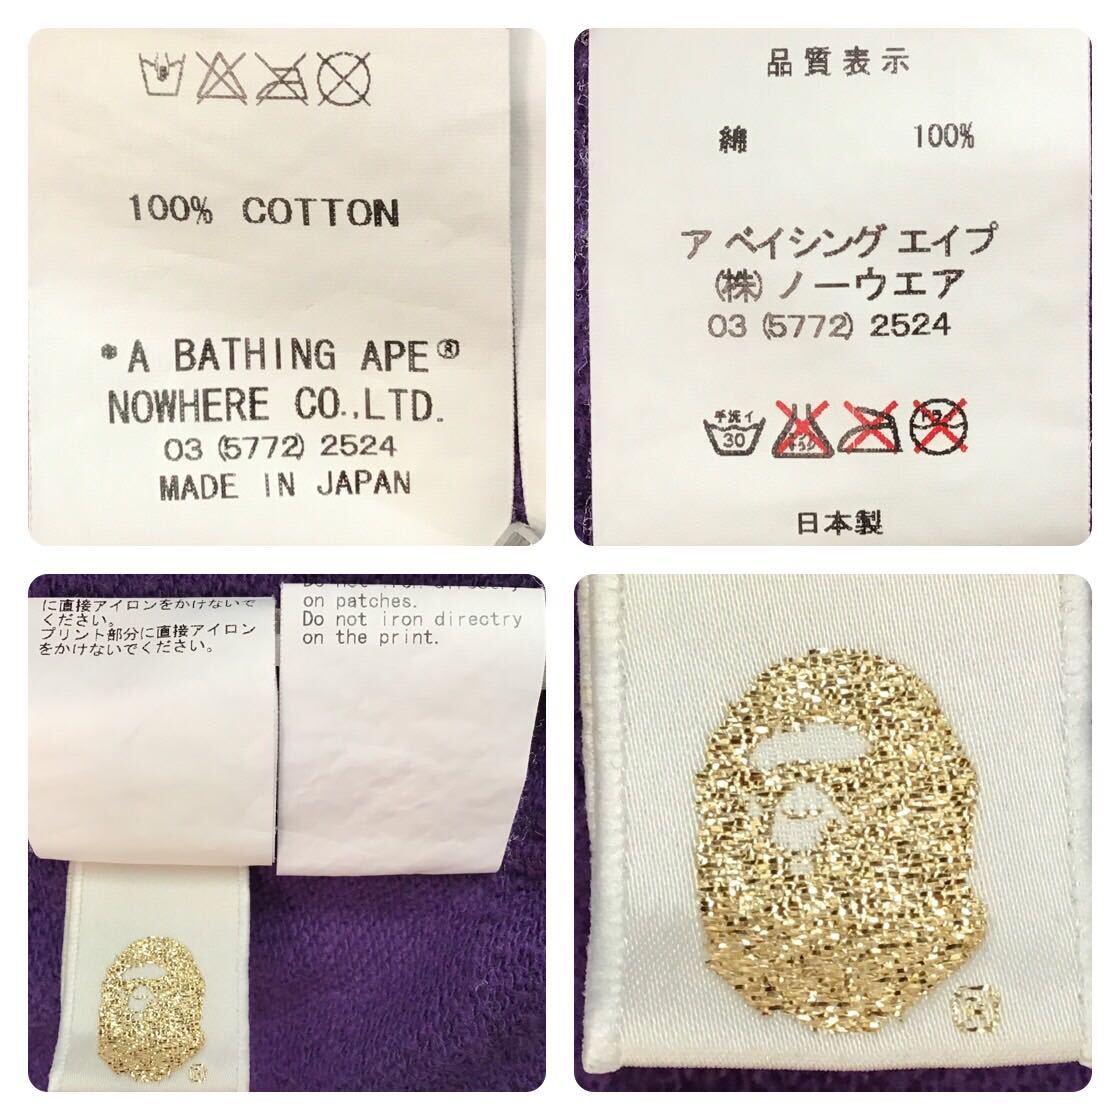 100% COTTON
*A BATHING APE®
NOWHERE CO.,LTD.
03 (5772) 2524
MADE IN JAPAN
品質表示
綿 100%
ア ベイシング エイプ
(株) ノーウエア
03 (5772) 2524
手洗イ
30
日本製
に直接アイロンをかけないで
ください。
プリント部分に直接アイロン
をかけないでください。
Do not iron directry
on patches.
Do not iron directry
on the print.